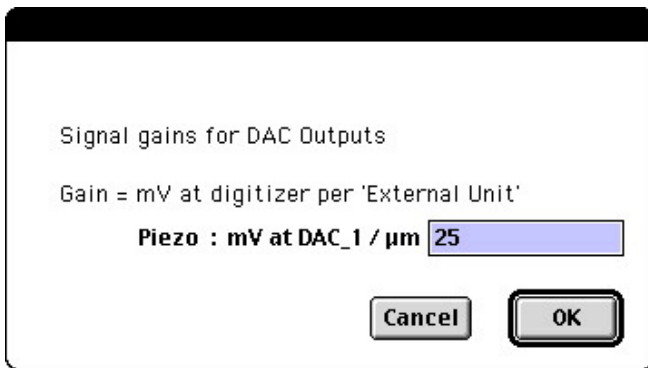 Signal gains for DAC Outputs
Gain = mV at digitizer per 'External Unit'
Piezo : mV at DAC_1 / µm 25
Cancel OK